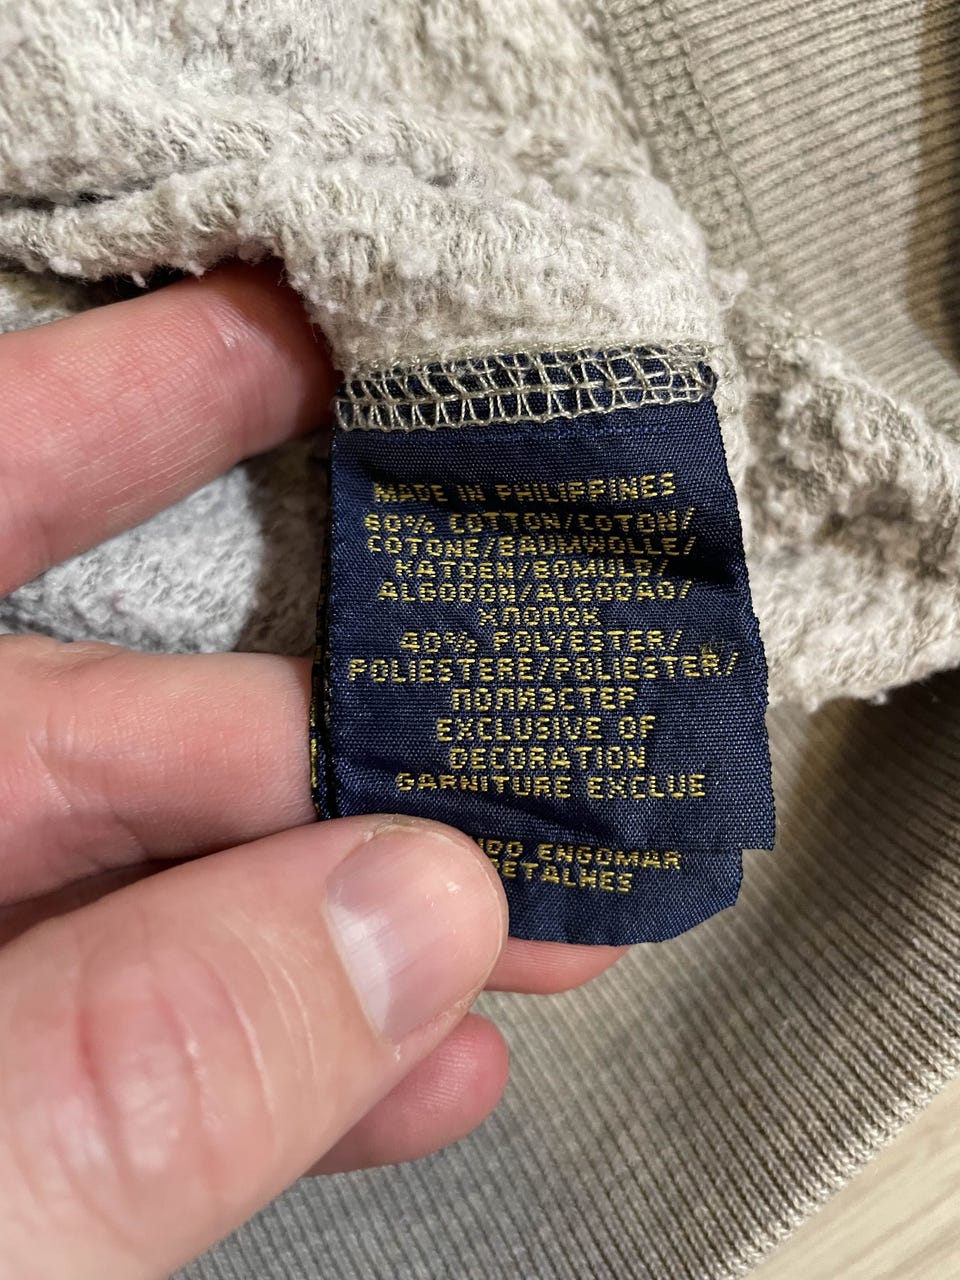 MADE IN PHILIPPINES
60% COTTON/COTON/
COTONE/BAUMWOLLE/
KATOEN/BOMULD/
ALGODON/ALGODAO/
ХЛОПОК
40% POLYESTER/
POLIESTERE/POLIESTER/
ПОЛИЭСТЕР
EXCLUSIVE OF
DECORATION
GARNITURE EXCLUE
ENGOMAR